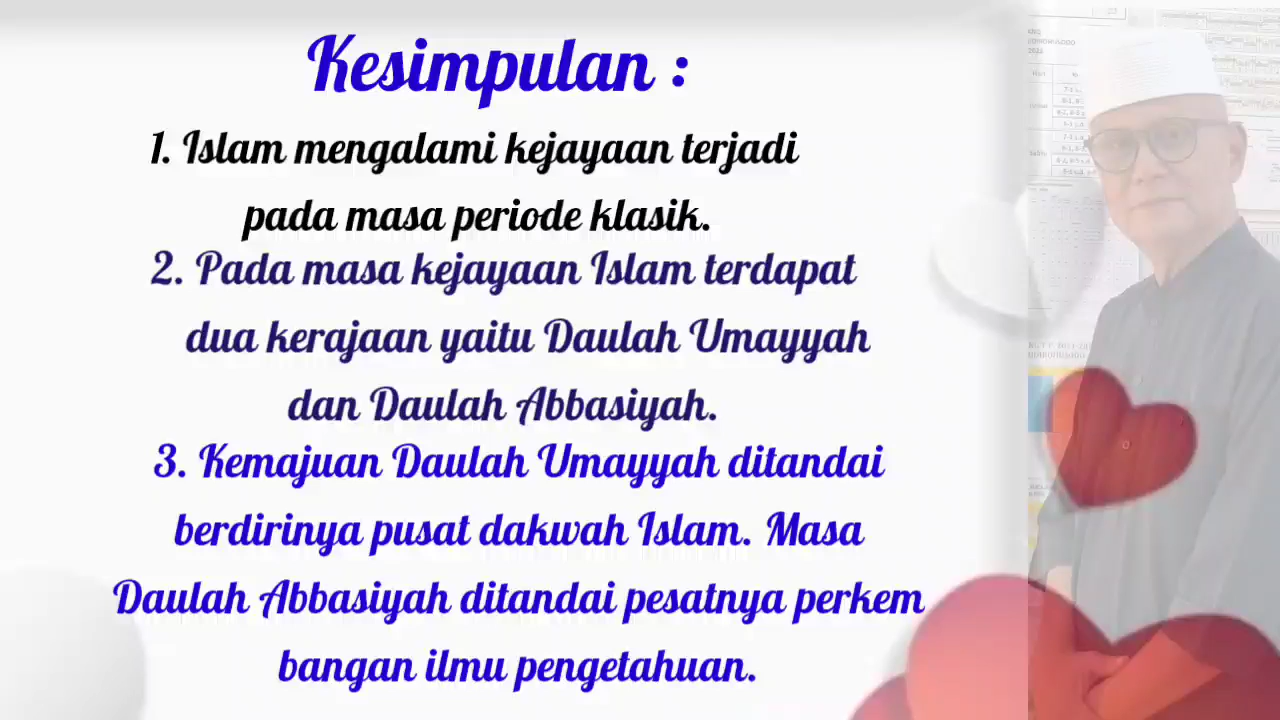 Kesimpulan :
1. Islam mengalami kejayaan terjadi
pada masa periode klasik.
2. Pada masa kejayaan Islam terdapat
dua kerajaan yaitu Daulah Umayyah
dan Daulah Abbasiyah.
3. Kemajuan Daulah Umayyah ditandai
berdirinya pusat dakwah Islam. Masa
Daulah Abbasiyah ditandai pesatnya perkem
bangan ilmu pengetahuan.